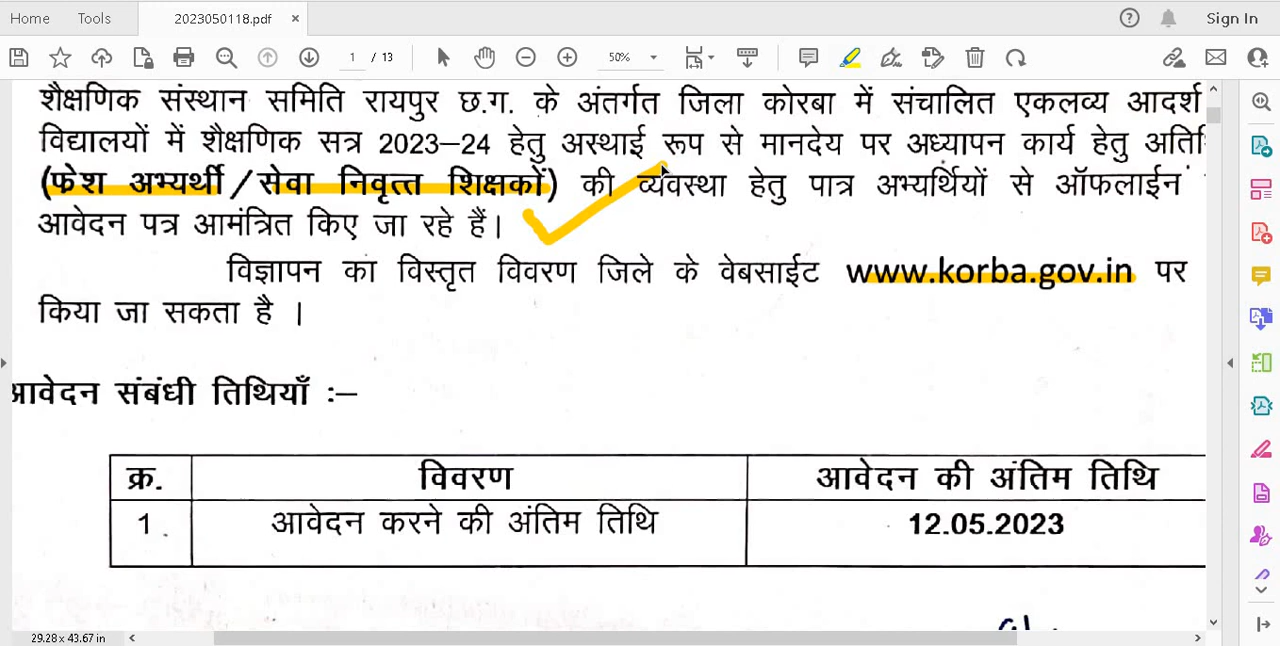 Home Tools 2023050118.pdf × Sign In
1 / 13 50%
शैक्षणिक संस्थान समिति रायपुर छ.ग. के अंतर्गत जिला कोरबा में संचालित एकलव्य आदर्श
विद्यालयों में शैक्षणिक सत्र 2023–24 हेतु अस्थाई रूप से मानदेय पर अध्यापन कार्य हेतु
(फ्रेश अभ्यर्थी/सेवा निवृत्त शिक्षकों) की व्यवस्था हेतु पात्र अभ्यर्थियों से ऑफलाईन
आवेदन पत्र आमंत्रित किए जा रहे हैं।
विज्ञापन का विस्तृत विवरण जिले के वेबसाईट www.korba.gov.in पर
किया जा सकता है ।
आवेदन संबंधी तिथियाँ :–
क्र. विवरण आवेदन की अंतिम तिथि
1 आवेदन करने की अंतिम तिथि 12.05.2023
29.28 x 43.67 in